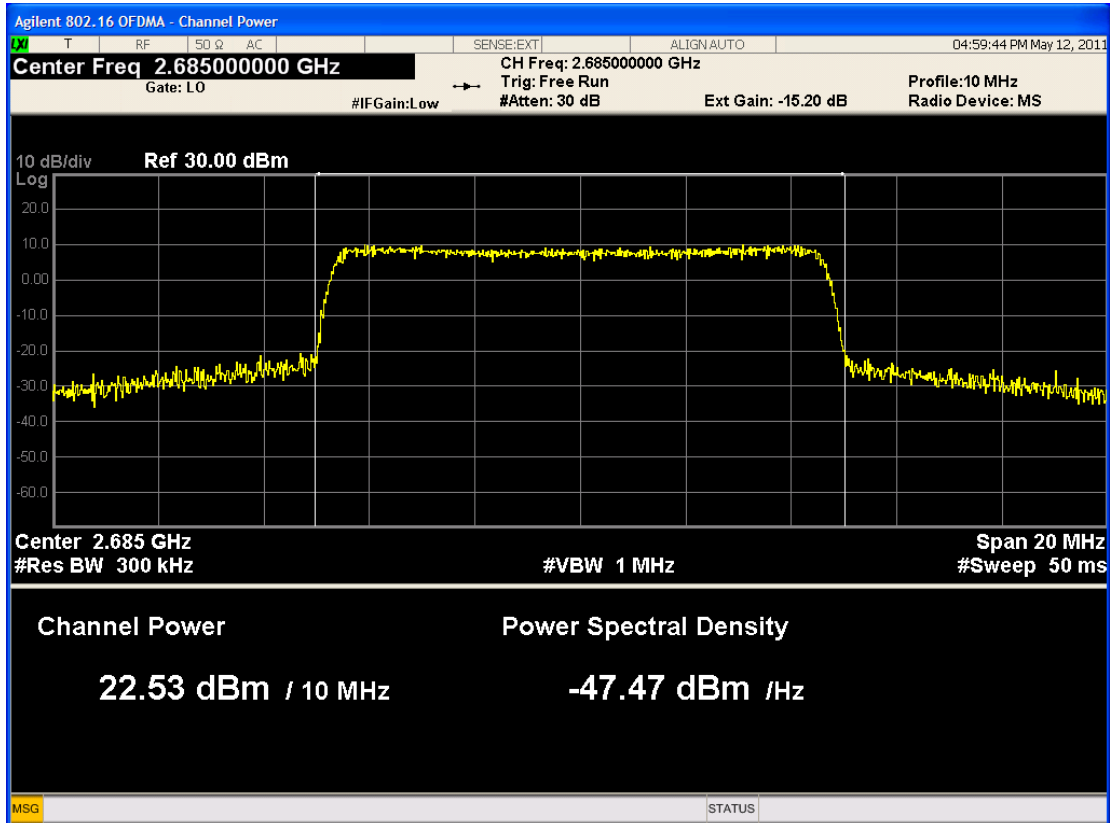 Agilent 802.16 OFDMA - Channel Power
LXI T RF 50 Ω AC SENSE:EXT ALIGN AUTO 04:59:44 PM May 12, 2011
Center Freq 2.685000000 GHz
Gate: LO
#IFGain:Low
CH Freq: 2.685000000 GHz
Trig: Free Run
#Atten: 30 dB
Ext Gain: -15.20 dB
Profile:10 MHz
Radio Device: MS
10 dB/div Ref 30.00 dBm
Log
20.0
10.0
0.00
-10.0
-20.0
-30.0
-40.0
-50.0
-60.0
Center 2.685 GHz Span 20 MHz
#Res BW 300 kHz #VBW 1 MHz #Sweep 50 ms
Channel Power Power Spectral Density
22.53 dBm / 10 MHz -47.47 dBm /Hz
MSG STATUS